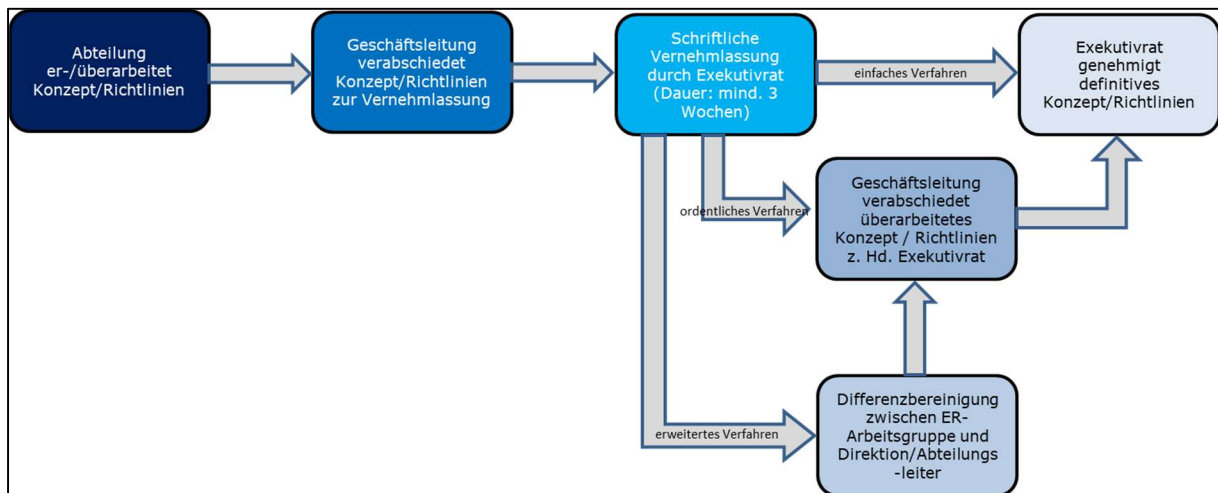 Abteilung
er-/überarbeitet
Konzept/Richtlinien
Geschäftsleitung
verabschiedet
Konzept/Richtlinien
zur Vernehmlassung
Schriftliche
Vernehmlassung
durch Exekutivrat
(Dauer: mind. 3
Wochen)
einfaches Verfahren
Exekutivrat
genehmigt
definitives
Konzept/Richtlinien
ordentliches Verfahren
Geschäftsleitung
verabschiedet
überarbeitetes
Konzept / Richtlinien
z. Hd. Exekutivrat
erweitertes Verfahren
Differenzbereinigung
zwischen ER-
Arbeitsgruppe und
Direktion/Abteilungs
-leiter